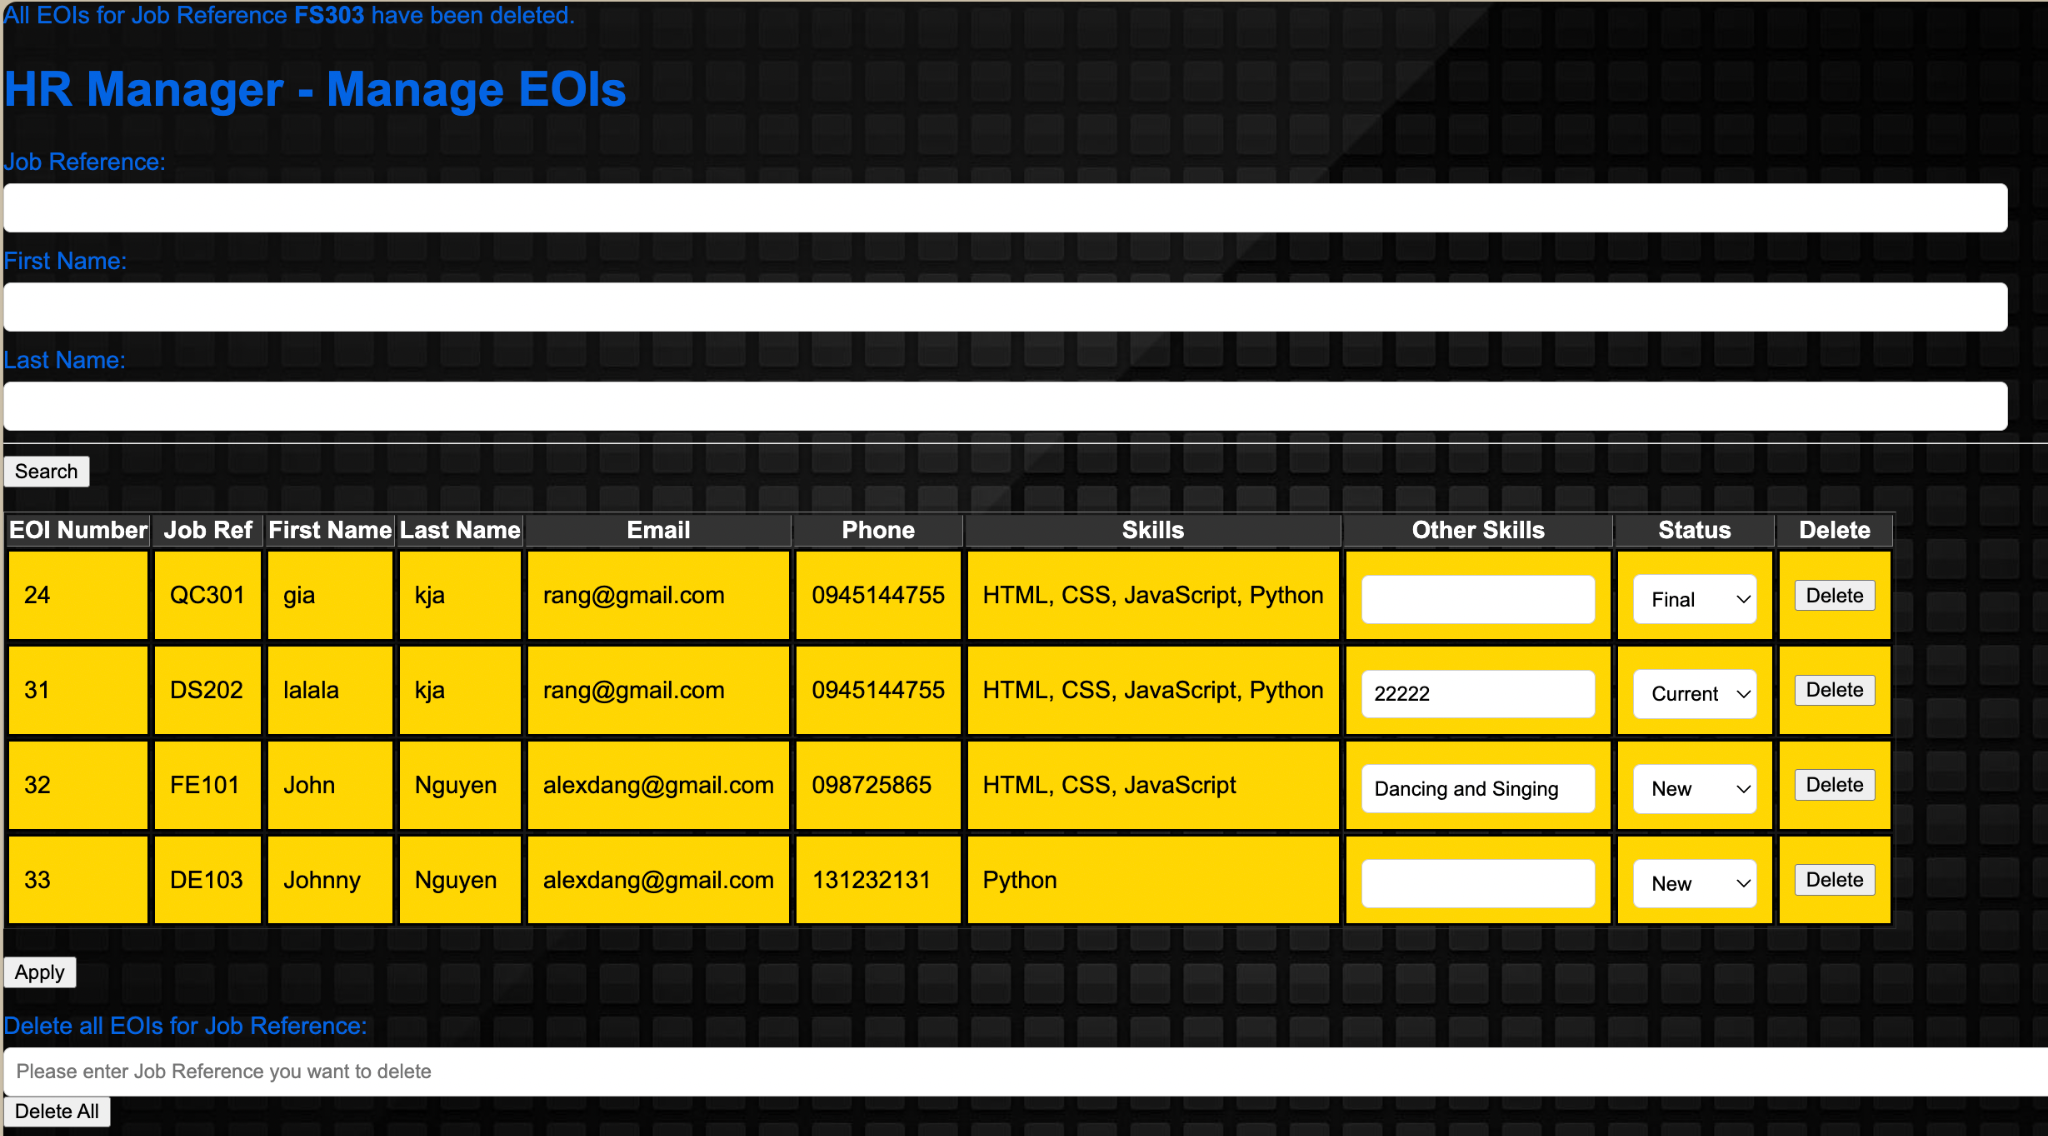 All EOIs for Job Reference FS303 have been deleted.
HR Manager - Manage EOIs
Job Reference:
First Name:
Last Name:
Search
EOI Number Job Ref First Name Last Name Email Phone Skills Other Skills Status Delete
24 QC301 gia kja rang@gmail.com 0945144755 HTML, CSS, JavaScript, Python Final Delete
31 DS202 lalala kja rang@gmail.com 0945144755 HTML, CSS, JavaScript, Python 22222 Current Delete
32 FE101 John Nguyen alexdang@gmail.com 098725865 HTML, CSS, JavaScript Dancing and Singing New Delete
33 DE103 Johnny Nguyen alexdang@gmail.com 131232131 Python New Delete
Apply
Delete all EOIs for Job Reference:
Please enter Job Reference you want to delete
Delete All